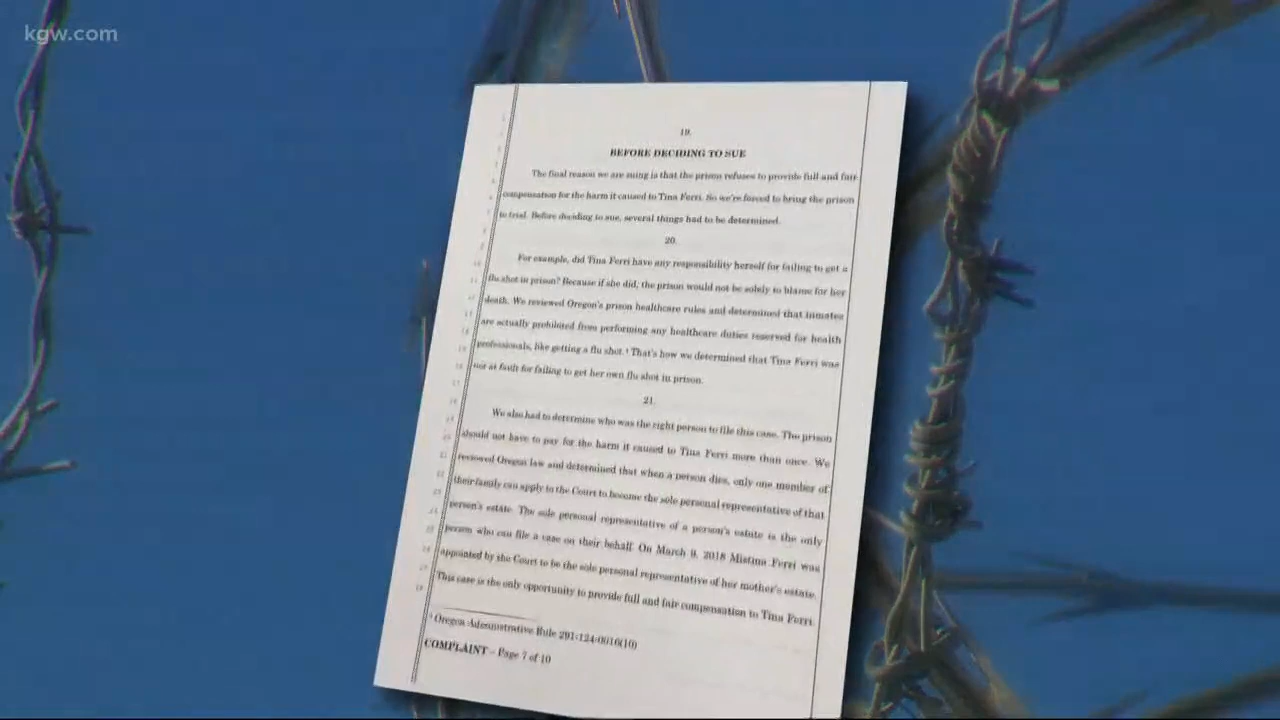 kgw.com
19.
BEFORE DECIDING TO SUE
The final reason we are suing is that the prison refuses to provide full and fair
compensation for the harm it caused to Tina Ferri. So we're forced to bring the prison
to trial. Before deciding to sue, several things had to be determined.
20.
For example, did Tina Ferri have any responsibility herself for failing to get a
flu shot in prison? Because if she did, the prison would not be solely to blame for her
death. We reviewed Oregon's prison healthcare rules and determined that inmates
are actually prohibited from performing any healthcare duties reserved for health
professionals, like getting a flu shot.¹ That's how we determined that Tina Ferri was
not at fault for failing to get her own flu shot in prison.
21.
We also had to determine who was the right person to file this case. The prison
should not have to pay for the harm it caused to Tina Ferri more than once. We
reviewed Oregon law and determined that when a person dies, only one member of
their family can apply to the Court to become the sole personal representative of that
person's estate. The sole personal representative of a person's estate is the only
person who can file a case on their behalf. On March 9, 2018 Mistina Ferri was
appointed by the Court to be the sole personal representative of her mother's estate.
This case is the only opportunity to provide full and fair compensation to Tina Ferri.
¹ Oregon Administrative Rule 291-124-0016(10)
COMPLAINT – Page 7 of 10